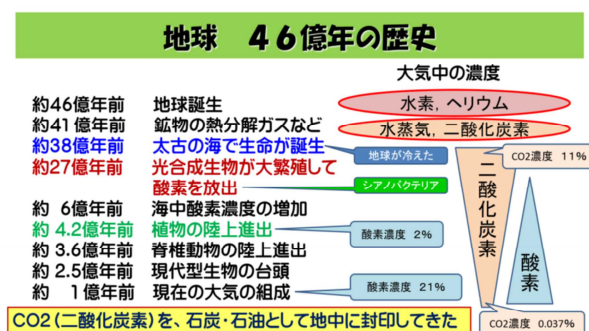 地球　４６億年の歴史
大気中の濃度
約46億年前　地球誕生　水素，ヘリウム
約41億年前　鉱物の熱分解ガスなど　水蒸気，二酸化炭素
約38億年前　太古の海で生命が誕生　地球が冷えた
約27億年前　光合成生物が大繁殖して
酸素を放出　シアノバクテリア
CO2濃度　11%
約　6億年前　海中酸素濃度の増加
約 4.2億年前　植物の陸上進出　酸素濃度　2%
約 3.6億年前　脊椎動物の陸上進出
約 2.5億年前　現代型生物の台頭
約　1億年前　現在の大気の組成　酸素濃度　21%
二酸化炭素
酸素
CO2（二酸化炭素）を、石炭・石油として地中に封印してきた
CO2濃度　0.037%